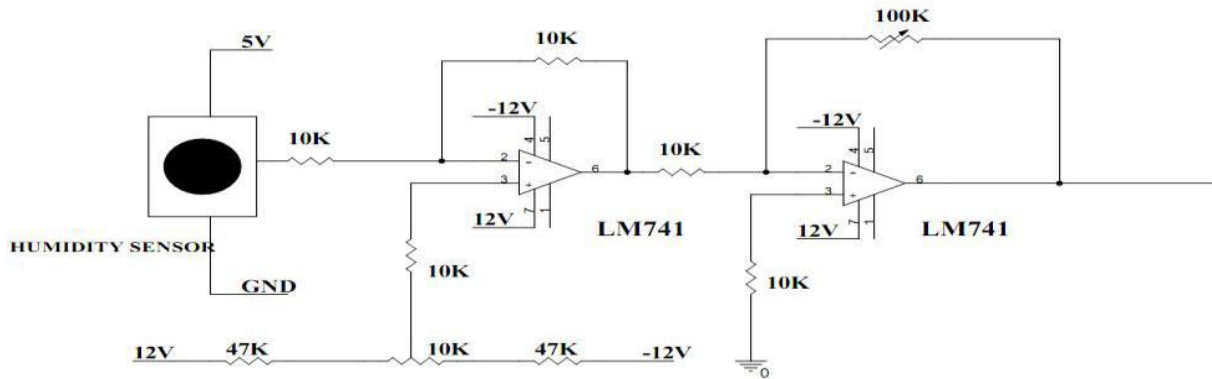 100K
5V
10K
-12V
4
5
-12V
4
5
10K
10K
2
-
6
2
-
6
3
+
3
+
12V
7
1
LM741
12V
7
1
LM741
HUMIDITY SENSOR
10K
10K
GND
12V
47K
10K
47K
-12V
0